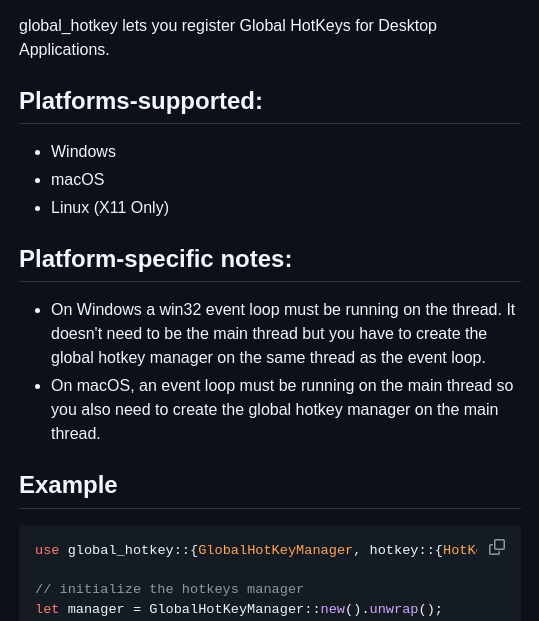 global_hotkey lets you register Global HotKeys for Desktop
Applications.
Platforms-supported:
Windows
macOS
Linux (X11 Only)
Platform-specific notes:
On Windows a win32 event loop must be running on the thread. It
doesn't need to be the main thread but you have to create the
global hotkey manager on the same thread as the event loop.
On macOS, an event loop must be running on the main thread so
you also need to create the global hotkey manager on the main
thread.
Example
use global_hotkey::{GlobalHotKeyManager, hotkey::{HotK
// initialize the hotkeys manager
let manager = GlobalHotKeyManager::new().unwrap();